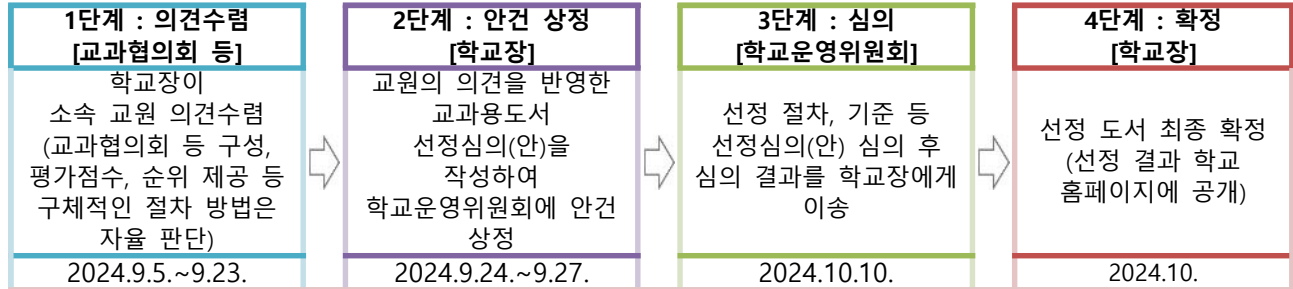 1단계 : 의견수렴
[교과협의회 등]
학교장이
소속 교원 의견수렴
(교과협의회 등 구성,
평가점수, 순위 제공 등
구체적인 절차 방법은
자율 판단)
2024.9.5.~9.23.
2단계 : 안건 상정
[학교장]
교원의 의견을 반영한
교과용도서
선정심의(안)을
작성하여
학교운영위원회에 안건
상정
2024.9.24.~9.27.
3단계 : 심의
[학교운영위원회]
선정 절차, 기준 등
선정심의(안) 심의 후
심의 결과를 학교장에게
이송
2024.10.10.
4단계 : 확정
[학교장]
선정 도서 최종 확정
(선정 결과 학교
홈페이지에 공개)
2024.10.